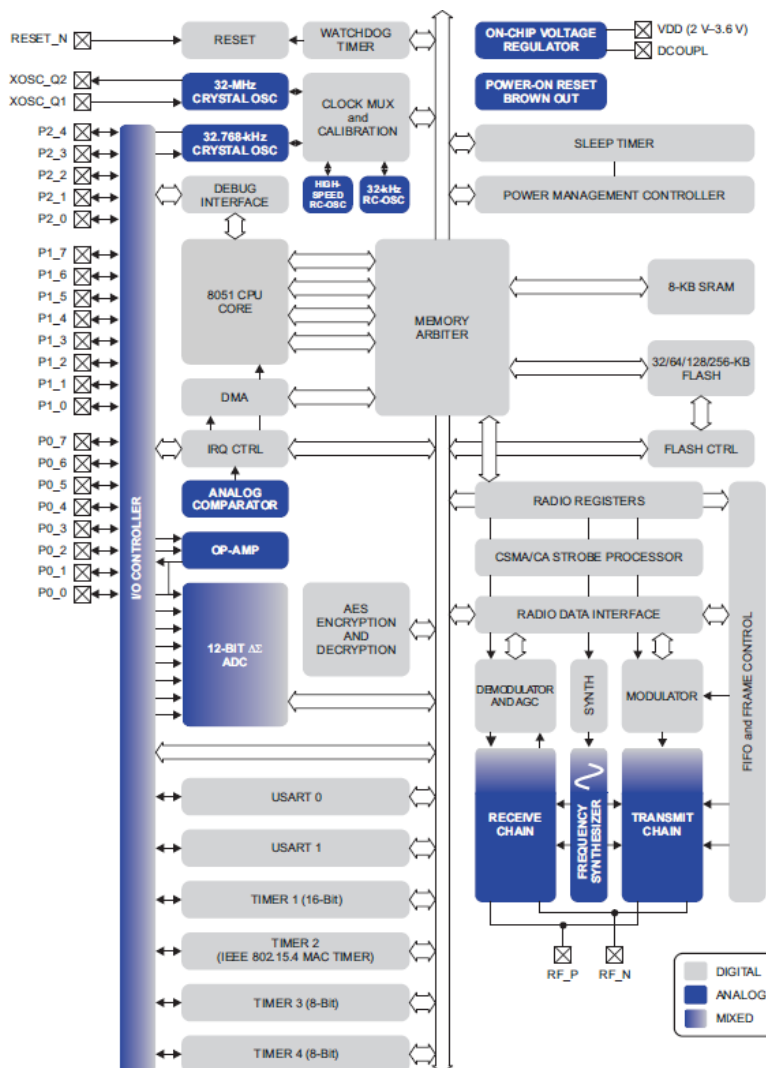 RESET_N
RESET
WATCHDOG
TIMER
ON-CHIP VOLTAGE
REGULATOR
VDD (2 V–3.6 V)
DCOUPL
XOSC_Q2
XOSC_Q1
32-MHz
CRYSTAL OSC
CLOCK MUX
and
CALIBRATION
POWER-ON RESET
BROWN OUT
P2_4
P2_3
P2_2
P2_1
P2_0
32.768-kHz
CRYSTAL OSC
SLEEP TIMER
DEBUG
INTERFACE
HIGH-
SPEED
RC-OSC
32-kHz
RC-OSC
POWER MANAGEMENT CONTROLLER
P1_7
P1_6
P1_5
P1_4
P1_3
P1_2
P1_1
P1_0
8051 CPU
CORE
MEMORY
ARBITER
8-KB SRAM
32/64/128/256-KB
FLASH
DMA
P0_7
P0_6
P0_5
P0_4
P0_3
P0_2
P0_1
P0_0
IRQ CTRL
FLASH CTRL
ANALOG
COMPARATOR
RADIO REGISTERS
I/O CONTROLLER
OP-AMP
CSMA/CA STROBE PROCESSOR
12-BIT ΔΣ
ADC
AES
ENCRYPTION
AND
DECRYPTION
RADIO DATA INTERFACE
DEMODULATOR
AND AGC
SYNTH
MODULATOR
FIFO and FRAME CONTROL
RECEIVE
CHAIN
FREQUENCY
SYNTHESIZER
TRANSMIT
CHAIN
USART 0
USART 1
TIMER 1 (16-Bit)
TIMER 2
(IEEE 802.15.4 MAC TIMER)
TIMER 3 (8-Bit)
TIMER 4 (8-Bit)
RF_P
RF_N
DIGITAL
ANALOG
MIXED